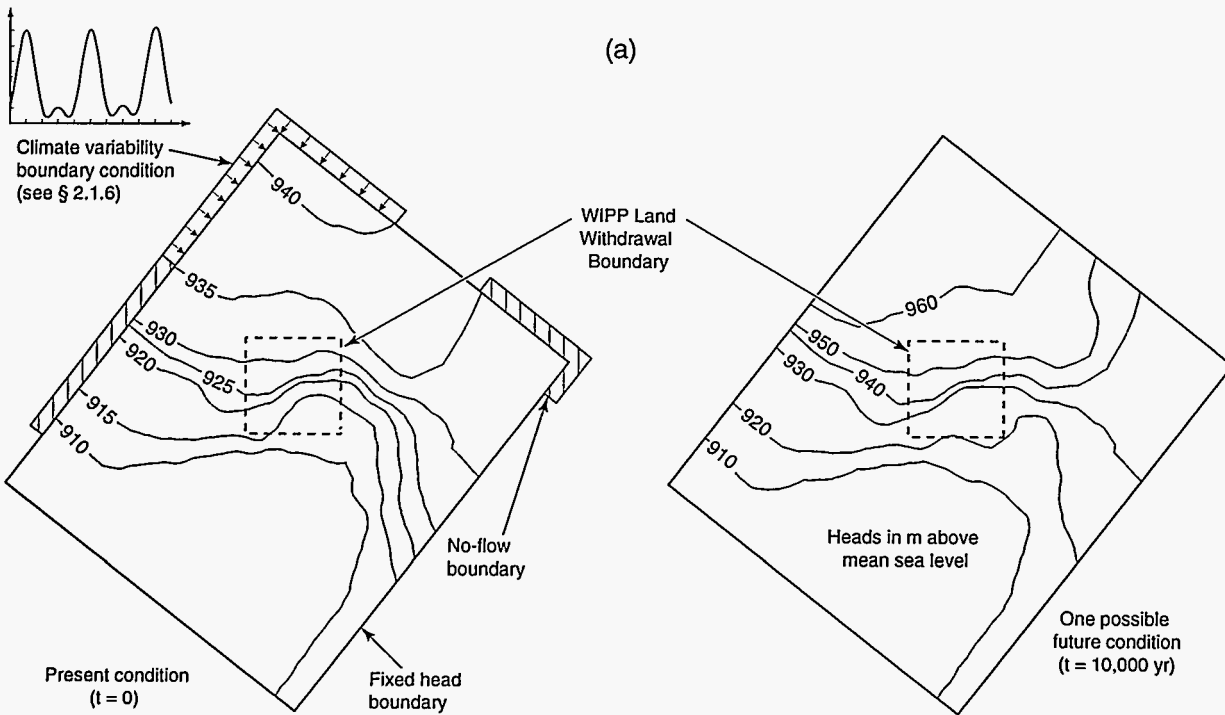 (a)
Climate variability
boundary condition
(see § 2.1.6)
WIPP Land
Withdrawal
Boundary
940
935
930
925
920
915
910
No-flow
boundary
Fixed head
boundary
Present condition
(t = 0)
960
950
940
930
920
910
Heads in m above
mean sea level
One possible
future condition
(t = 10,000 yr)